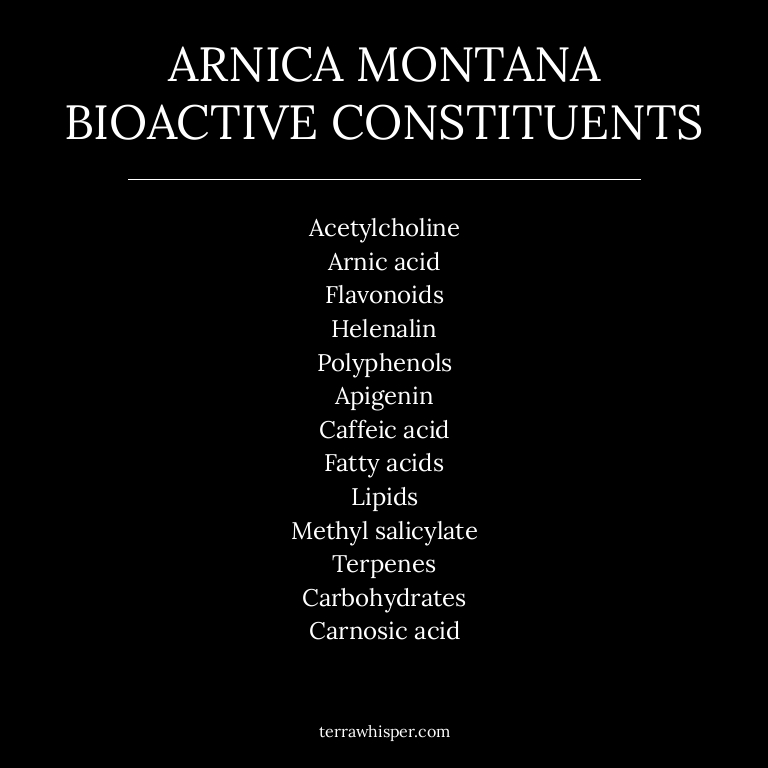 ARNICA MONTANA
BIOACTIVE CONSTITUENTS
Acetylcholine
Arnic acid
Flavonoids
Helenalin
Polyphenols
Apigenin
Caffeic acid
Fatty acids
Lipids
Methyl salicylate
Terpenes
Carbohydrates
Carnosic acid
terrawhisper.com